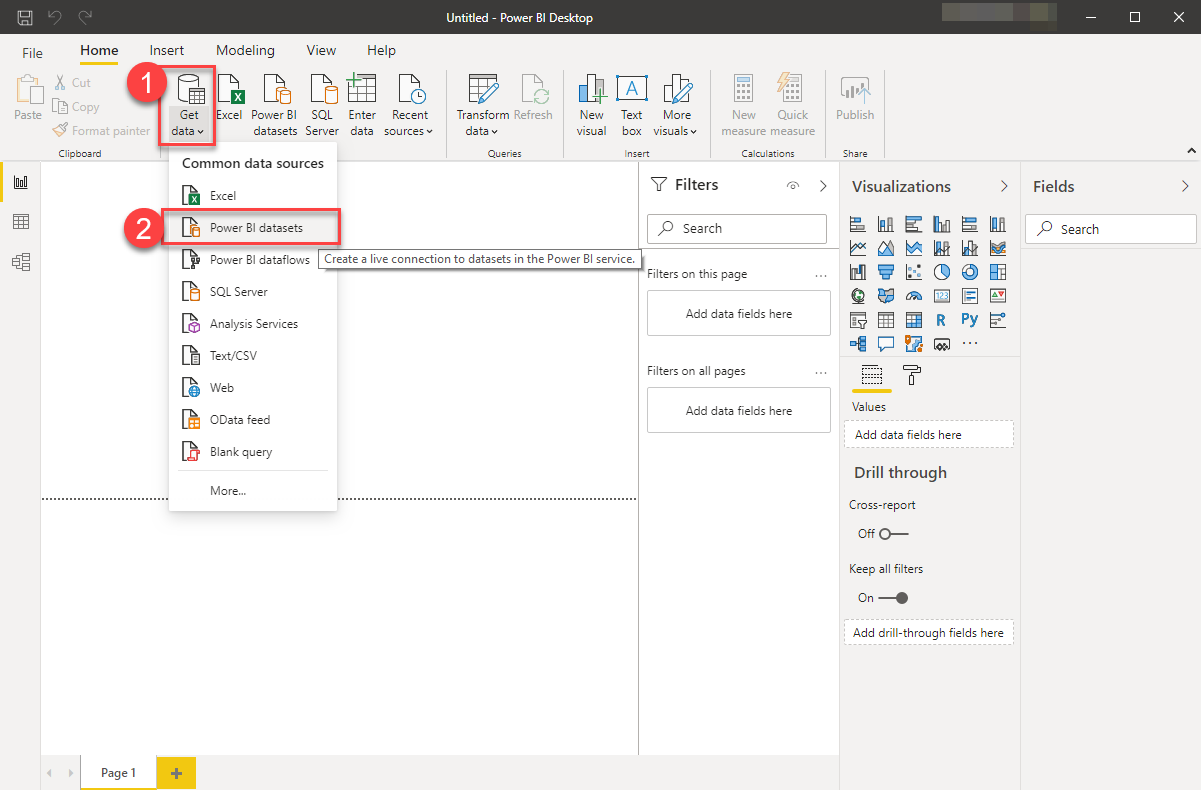 Untitled - Power BI Desktop
File Home Insert Modeling View Help
1
Paste
Cut
Copy
Format painter
Clipboard
Get data
Excel
Power BI datasets
SQL Server
Enter data
Recent sources
Transform data
Refresh
Queries
New visual
Text box
More visuals
Insert
New measure
Quick measure
Calculations
Publish
Share
Common data sources
Excel
2
Power BI datasets
Power BI dataflows
Create a live connection to datasets in the Power BI service.
SQL Server
Analysis Services
Text/CSV
Web
OData feed
Blank query
More...
Filters
Search
Filters on this page ...
Add data fields here
Filters on all pages ...
Add data fields here
Visualizations
123
R
Py
...
Values
Add data fields here
Drill through
Cross-report
Off
Keep all filters
On
Add drill-through fields here
Fields
Search
Page 1
+